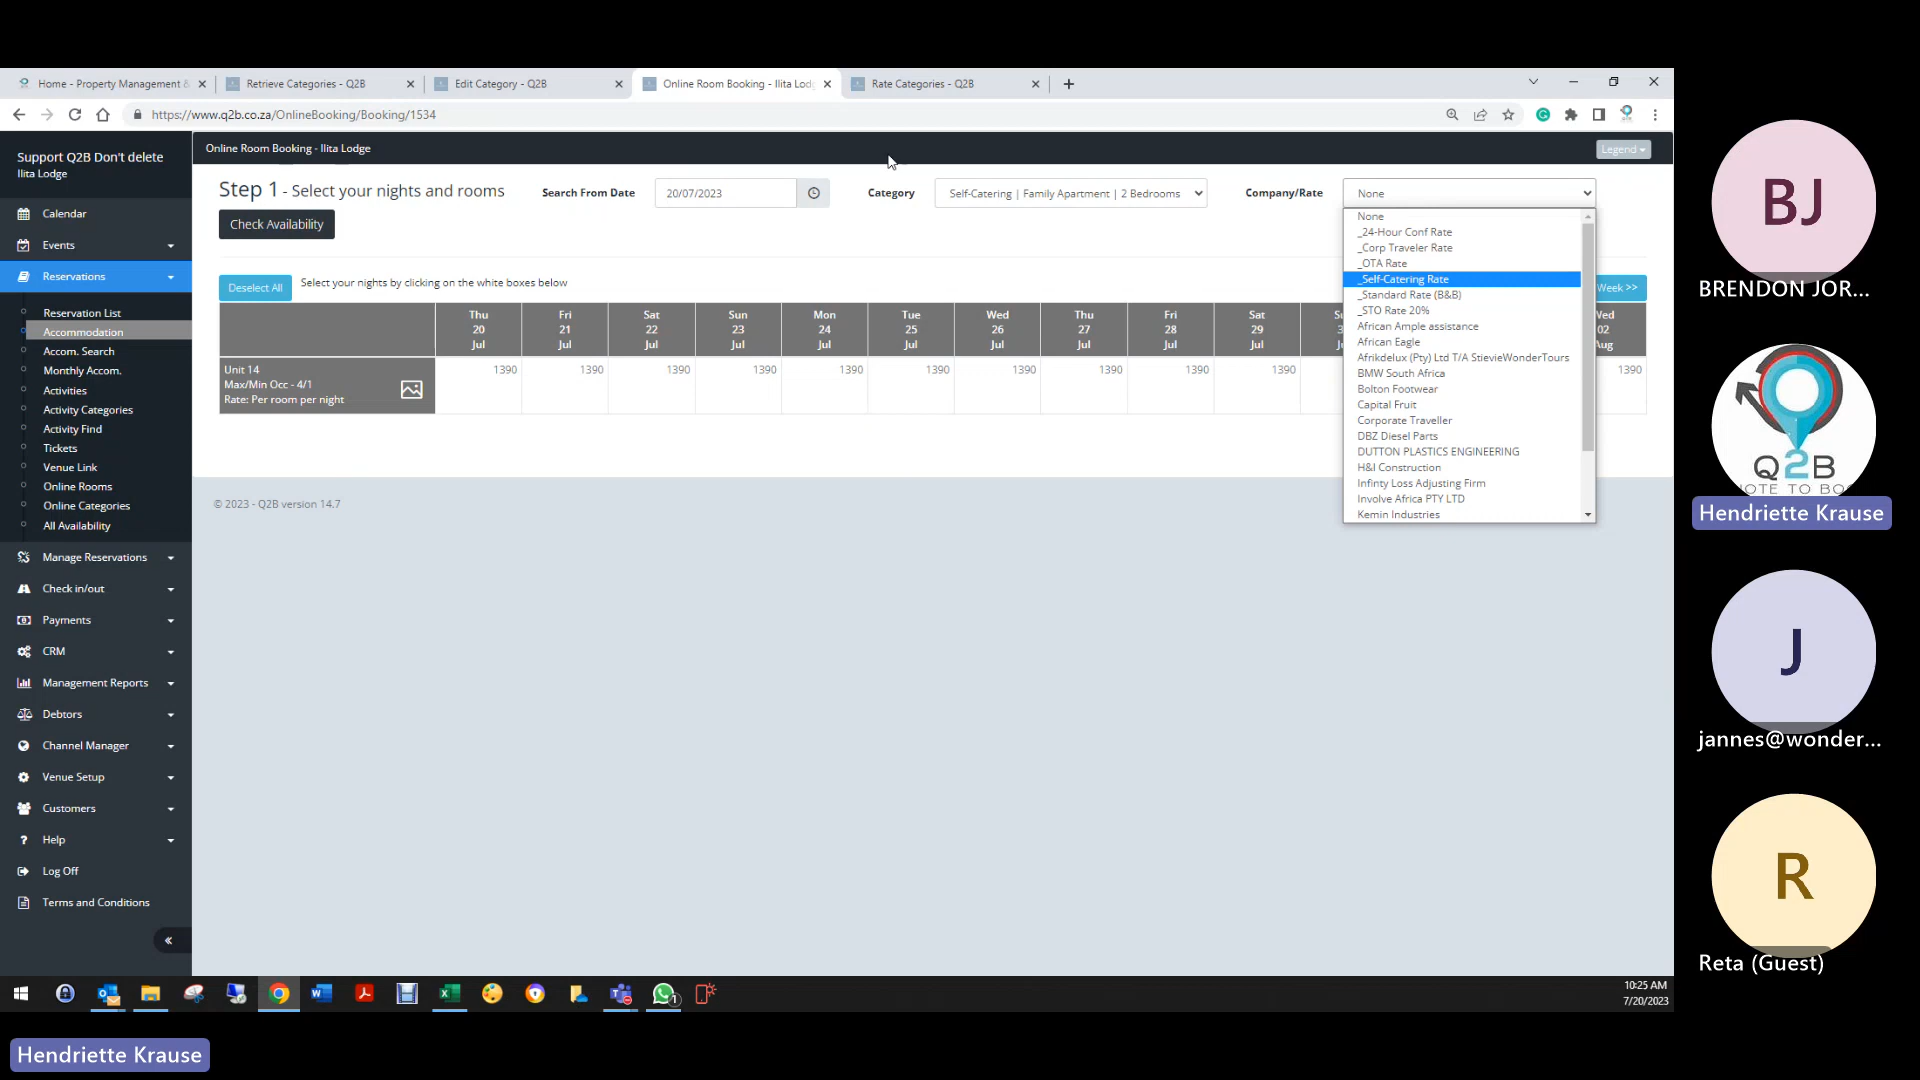 Home - Property Management &
Retrieve Categories - Q2B
Edit Category - Q2B
Online Room Booking - Ilita Lodg
Rate Categories - Q2B
https://www.q2b.co.za/OnlineBooking/Booking/1534
Support Q2B Don't delete
Ilita Lodge
Calendar
Events
Reservations
Reservation List
Accommodation
Accom. Search
Monthly Accom.
Activities
Activity Categories
Activity Find
Tickets
Venue Link
Online Rooms
Online Categories
All Availability
Manage Reservations
Check in/out
Payments
CRM
Management Reports
Debtors
Channel Manager
Venue Setup
Customers
Help
Log Off
Terms and Conditions
Online Room Booking - Ilita Lodge
Legend
Step 1 - Select your nights and rooms
Search From Date
20/07/2023
Category
Self-Catering | Family Apartment | 2 Bedrooms
Company/Rate
None
Check Availability
None
_24-Hour Conf Rate
_Corp Traveler Rate
_OTA Rate
_Self-Catering Rate
_Standard Rate (B&B)
_STO Rate 20%
African Ample assistance
African Eagle
Afrikdelux (Pty) Ltd T/A StievieWonderTours
BMW South Africa
Bolton Footwear
Capital Fruit
Corporate Traveller
DBZ Diesel Parts
DUTTON PLASTICS ENGINEERING
H&I Construction
Infinty Loss Adjusting Firm
Involve Africa PTY LTD
Kemin Industries
Deselect All
Select your nights by clicking on the white boxes below
Week >>
Thu 20 Jul
Fri 21 Jul
Sat 22 Jul
Sun 23 Jul
Mon 24 Jul
Tue 25 Jul
Wed 26 Jul
Thu 27 Jul
Fri 28 Jul
Sat 29 Jul
Su 3
Ved 02 Aug
Unit 14
Max/Min Occ - 4/1
Rate: Per room per night
1390 1390 1390 1390 1390 1390 1390 1390 1390 1390 1390
© 2023 - Q2B version 14.7
10:25 AM
7/20/2023
BJ
BRENDON JOR...
Q2B
OTE TO BO
Hendriette Krause
J
jannes@wonder...
R
Reta (Guest)
Hendriette Krause